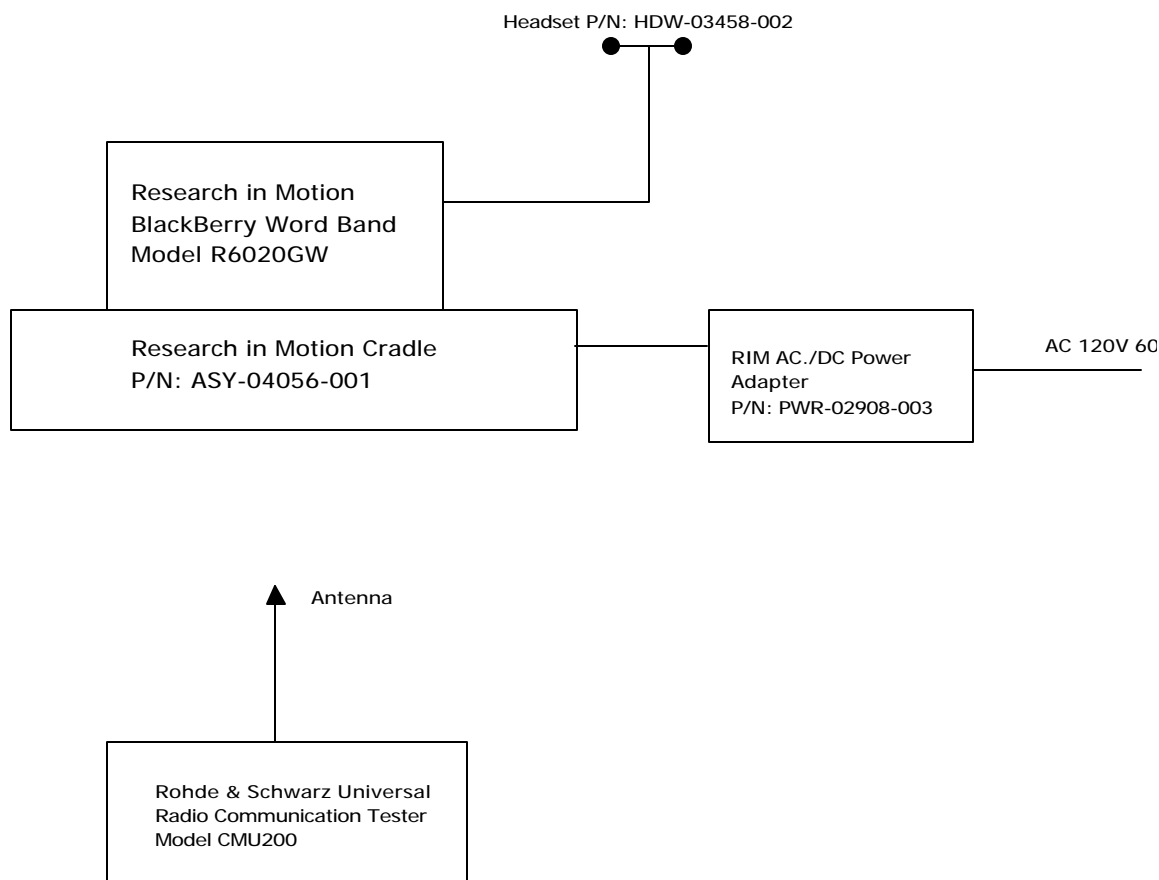 Headset P/N: HDW-03458-002
Research in Motion
BlackBerry Word Band
Model R6020GW
Research in Motion Cradle
P/N: ASY-04056-001
RIM AC./DC Power
Adapter
P/N: PWR-02908-003
AC 120V 60
Antenna
Rohde & Schwarz Universal
Radio Communication Tester
Model CMU200